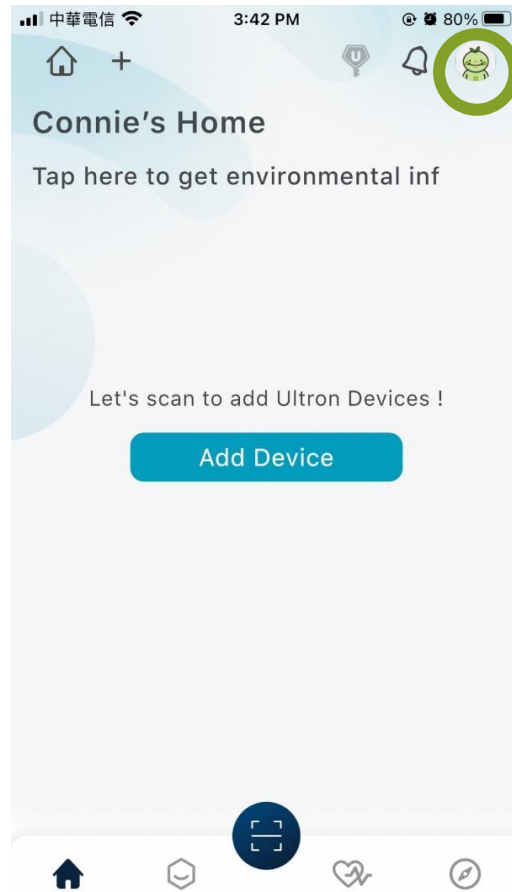 中華電信 3:42 PM 80%
U
Connie's Home
Tap here to get environmental inf
Let's scan to add Ultron Devices !
Add Device